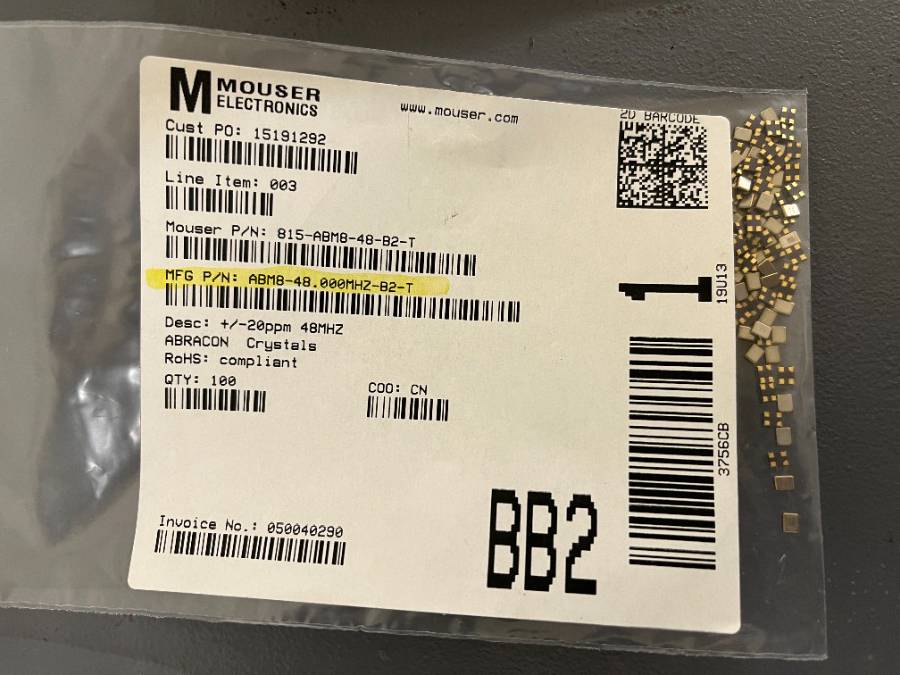 M MOUSER
ELECTRONICS
www.mouser.com
2D BARCODE
Cust PO: 15191292
Line Item: 003
Mouser P/N: 815-ABM8-48-B2-T
MFG P/N: ABM8-48.000MHZ-B2-T
Desc: +/-20ppm 48MHZ
ABRACON Crystals
RoHS: compliant
QTY: 100
COO: CN
Invoice No.: 050040290
BB2
1
19U13
3756CB